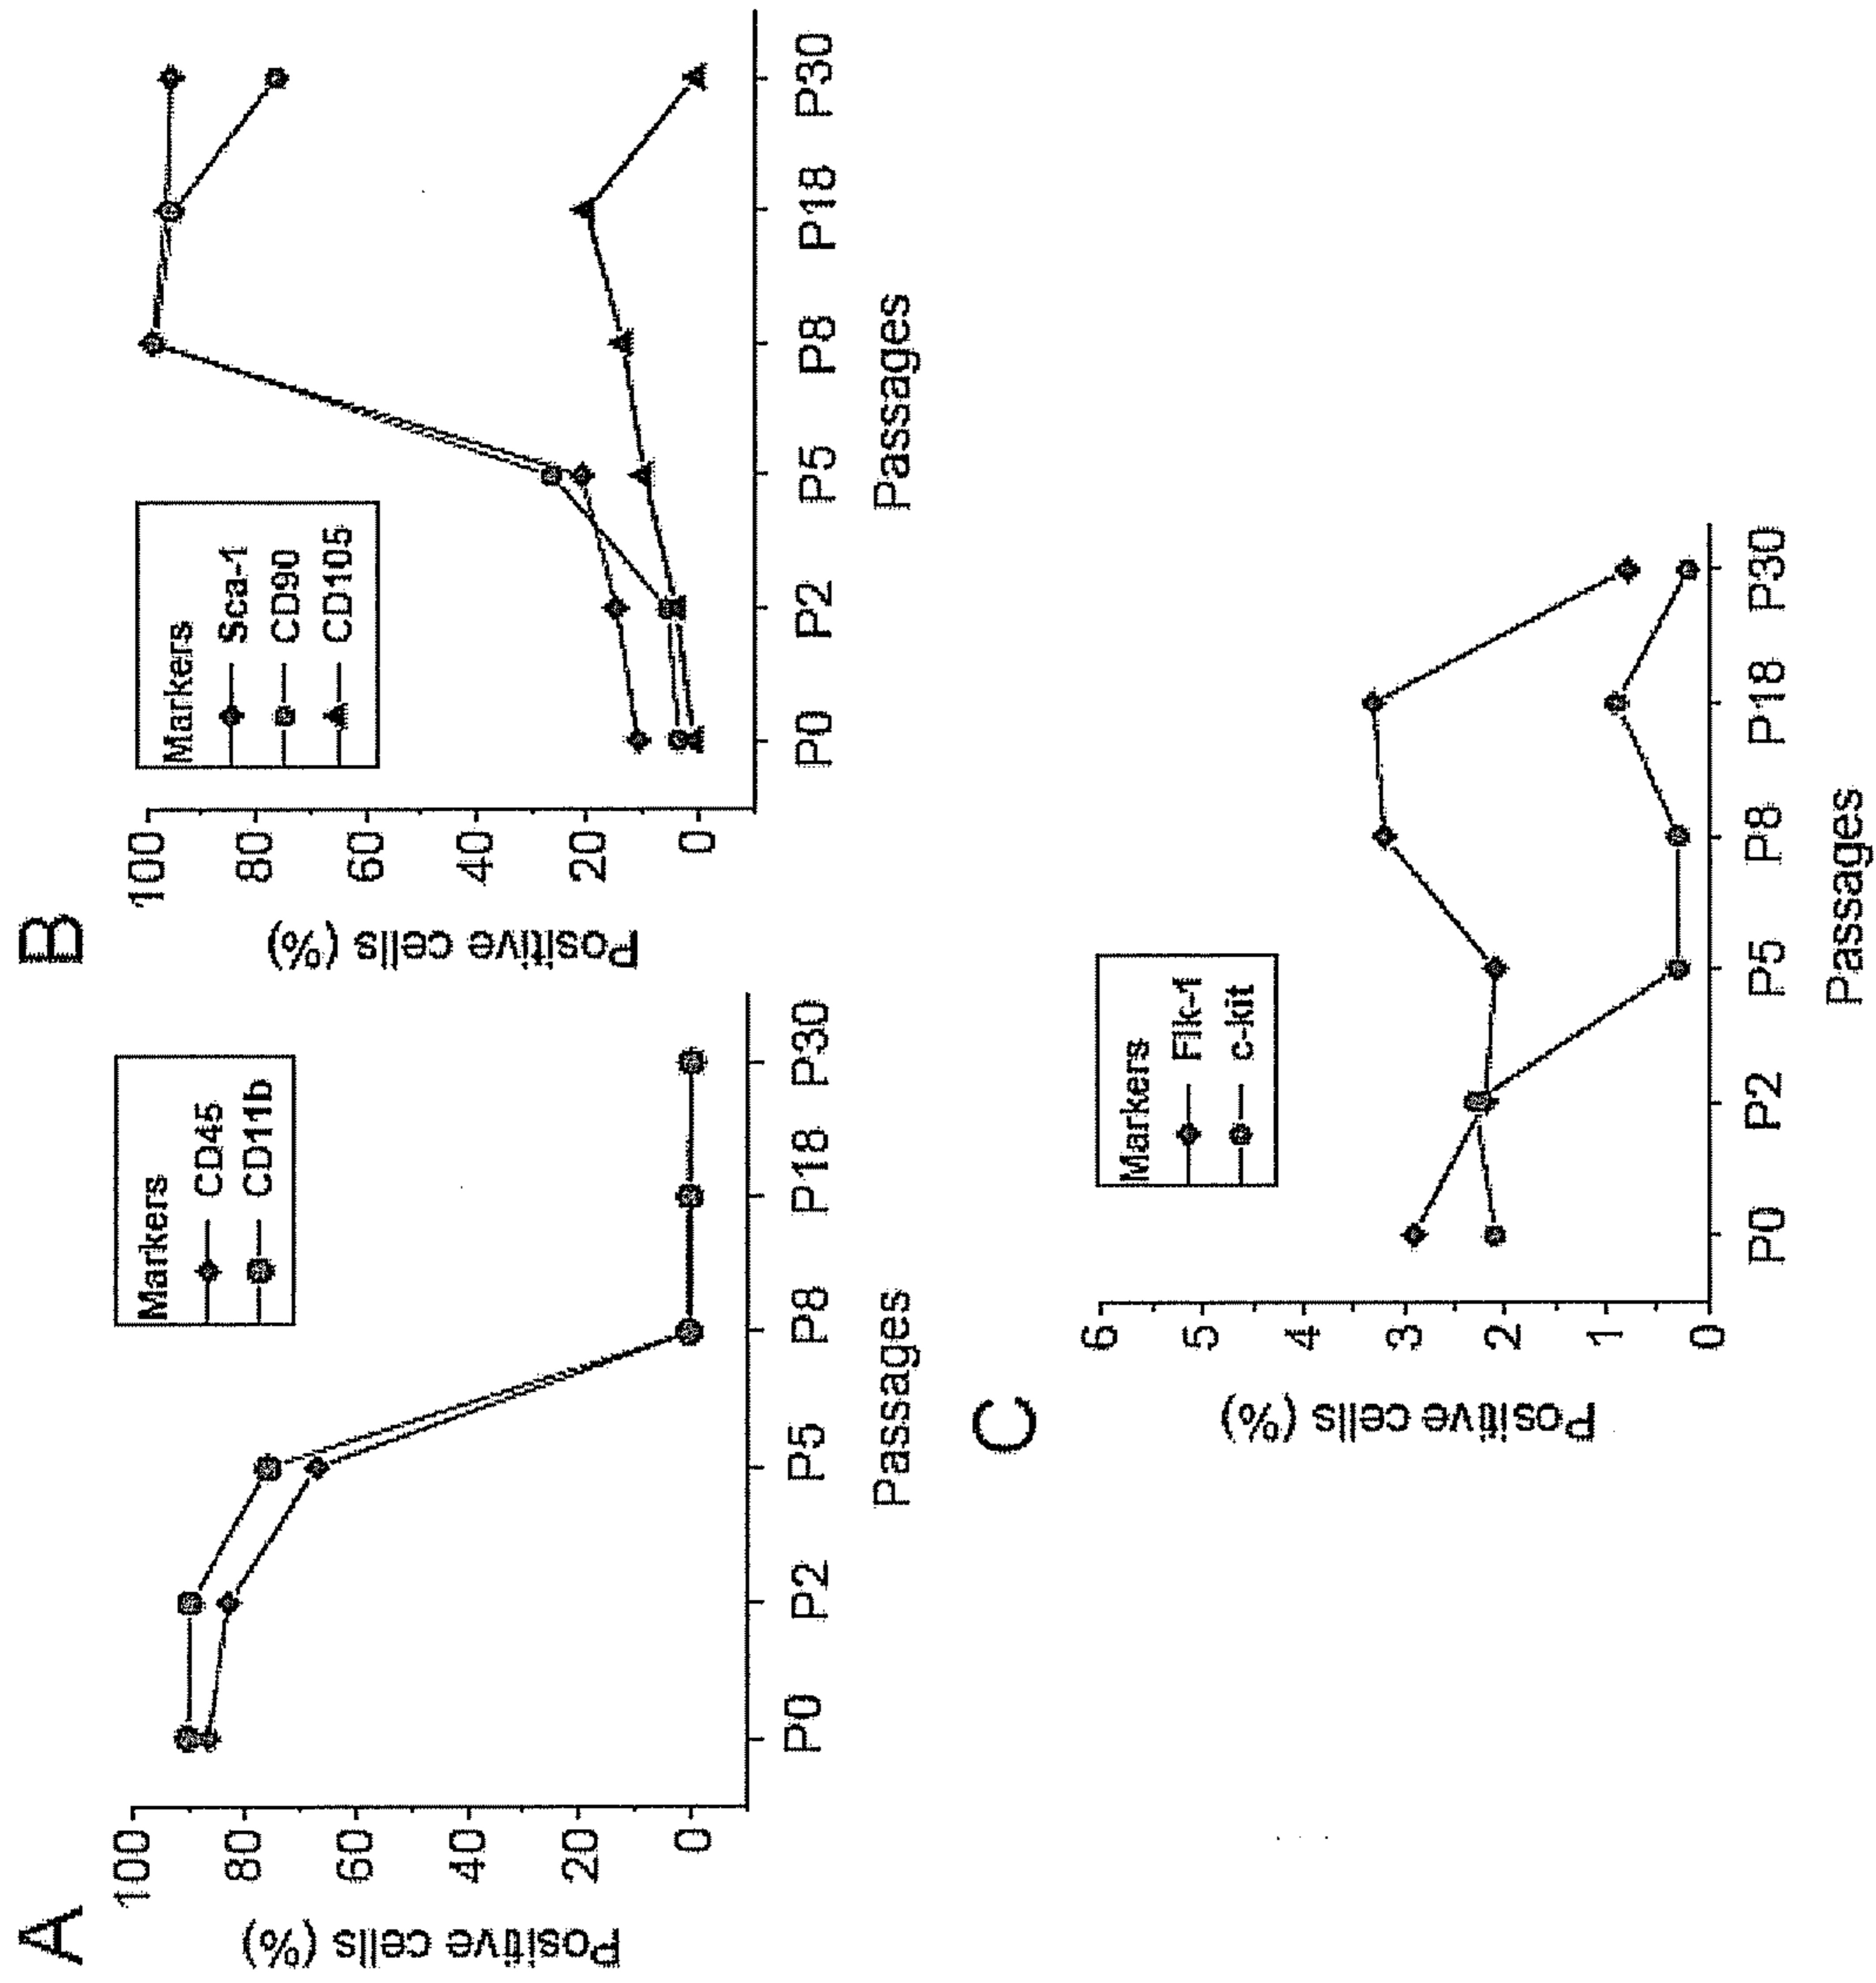 A
Positive cells (%)
100
80
60
40
20
0
Markers
CD45
CD11b
P0 P2 P5 P8 P18 P30
Passages
B
Positive cells (%)
100
80
60
40
20
0
Markers
Sca-1
CD90
CD105
P0 P2 P5 P8 P18 P30
Passages
C
Positive cells (%)
6
5
4
3
2
1
0
Markers
Flk-1
c-kit
P0 P2 P5 P8 P18 P30
Passages